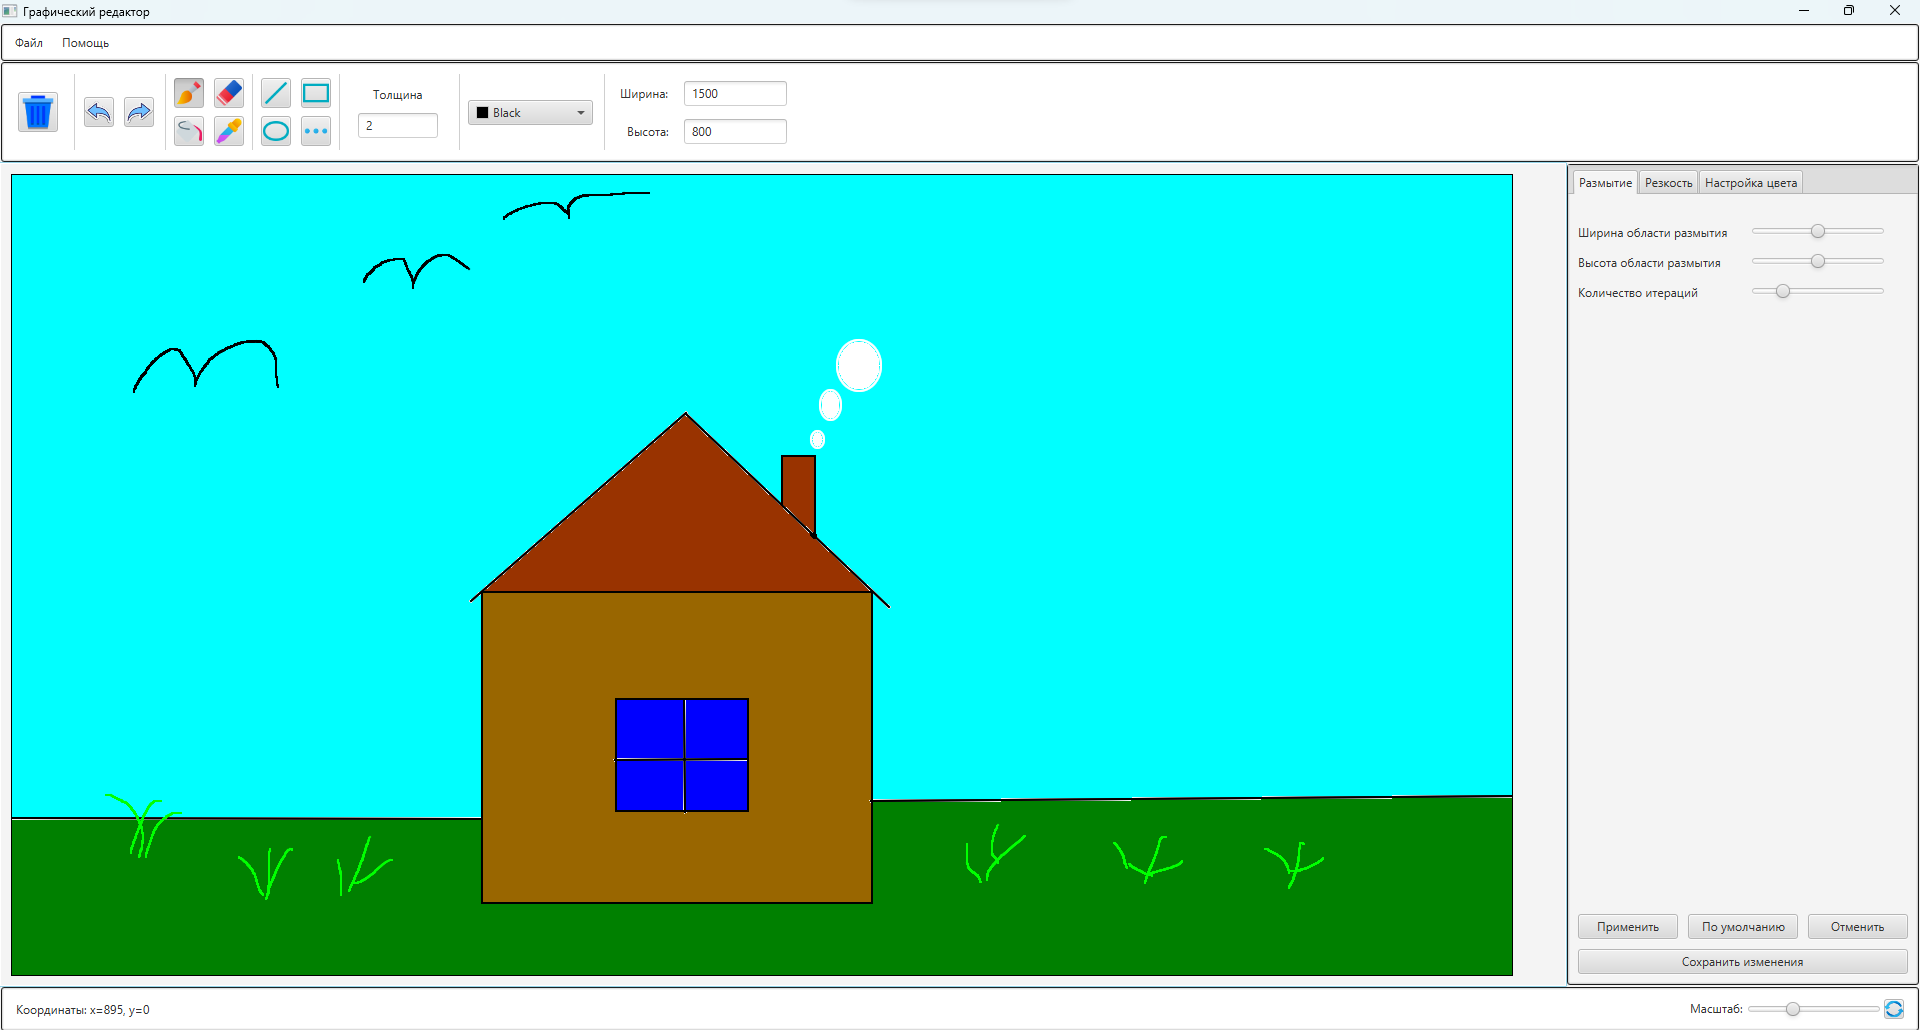 Графический редактор
Файл Помощь
Толщина
2
Black
Ширина: 1500
Высота: 800
Размытие Резкость Настройка цвета
Ширина области размытия
Высота области размытия
Количество итераций
Применить По умолчанию Отменить
Сохранить изменения
Координаты: x=895, y=0
Масштаб: